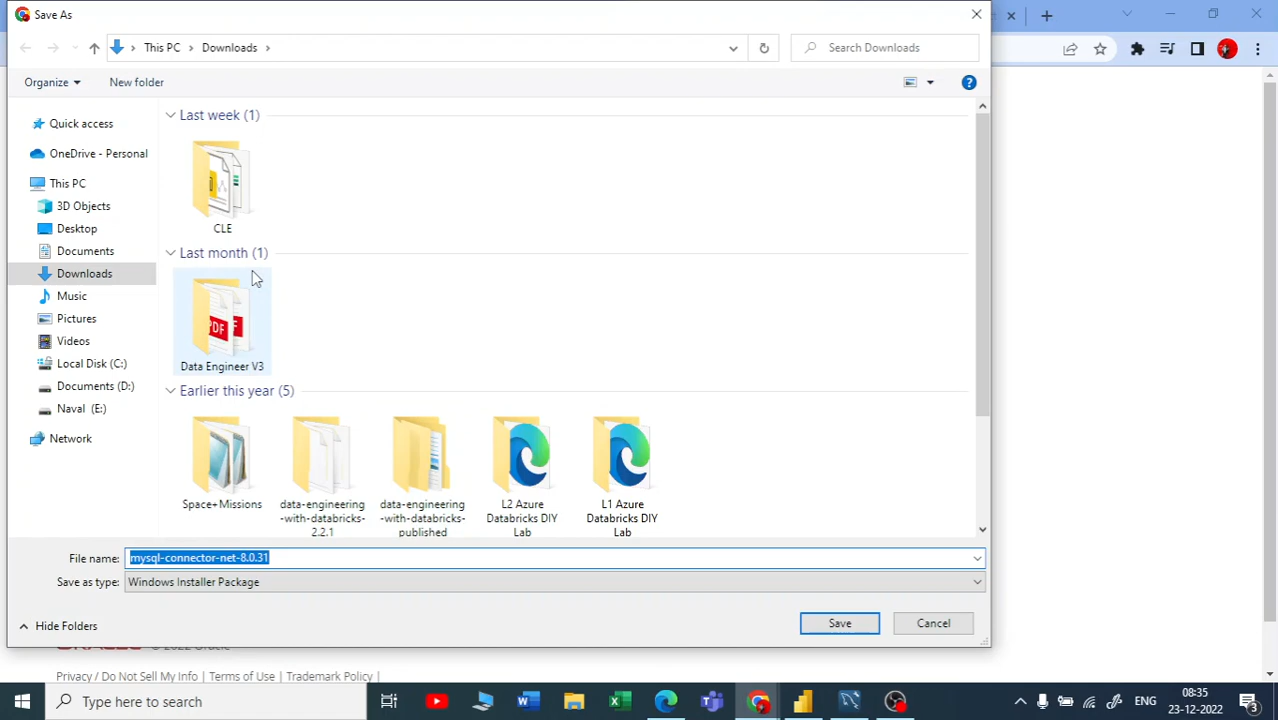 Save As
This PC
Downloads
Search Downloads
Organize
New folder
Last week (1)
Quick access
OneDrive - Personal
This PC
3D Objects
Desktop
Documents
Downloads
Music
Pictures
Videos
Local Disk (C:)
Documents (D:)
Naval (E:)
Network
CLE
Last month (1)
PDF
Data Engineer V3
Earlier this year (5)
Space+Missions
data-engineering
-with-databricks-
2.2.1
data-engineering
-with-databricks-
published
L2 Azure
Databricks DIY
Lab
L1 Azure
Databricks DIY
Lab
File name:
mysql-connector-net-8.0.31
Save as type:
Windows Installer Package
Hide Folders
Save
Cancel
© 2022 Oracle
Privacy / Do Not Sell My Info | Terms of Use | Trademark Policy |
Type here to search
ENG
08:35
23-12-2022
3